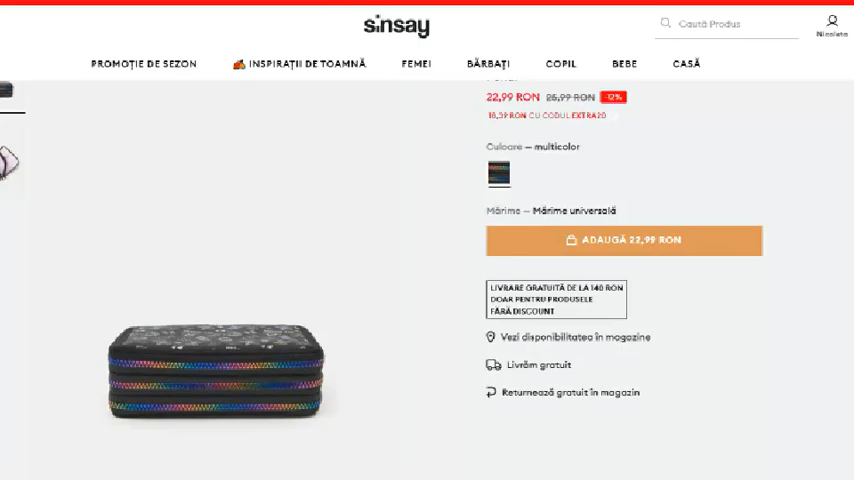 sinsay
Caută Produs
Nicoleta
PROMOȚIE DE SEZON
INSPIRAȚII DE TOAMNĂ
FEMEI
BĂRBAȚI
COPIL
BEBE
CASĂ
22,99 RON 25,99 RON -12%
18,39 RON CU CODUL EXTRA20
Culoare — multicolor
Mărime — Mărime universală
ADAUGĂ 22,99 RON
LIVRARE GRATUITĂ DE LA 140 RON
DOAR PENTRU PRODUSELE
FĂRĂ DISCOUNT
Vezi disponibilitatea în magazine
Livrăm gratuit
Returnează gratuit în magazin